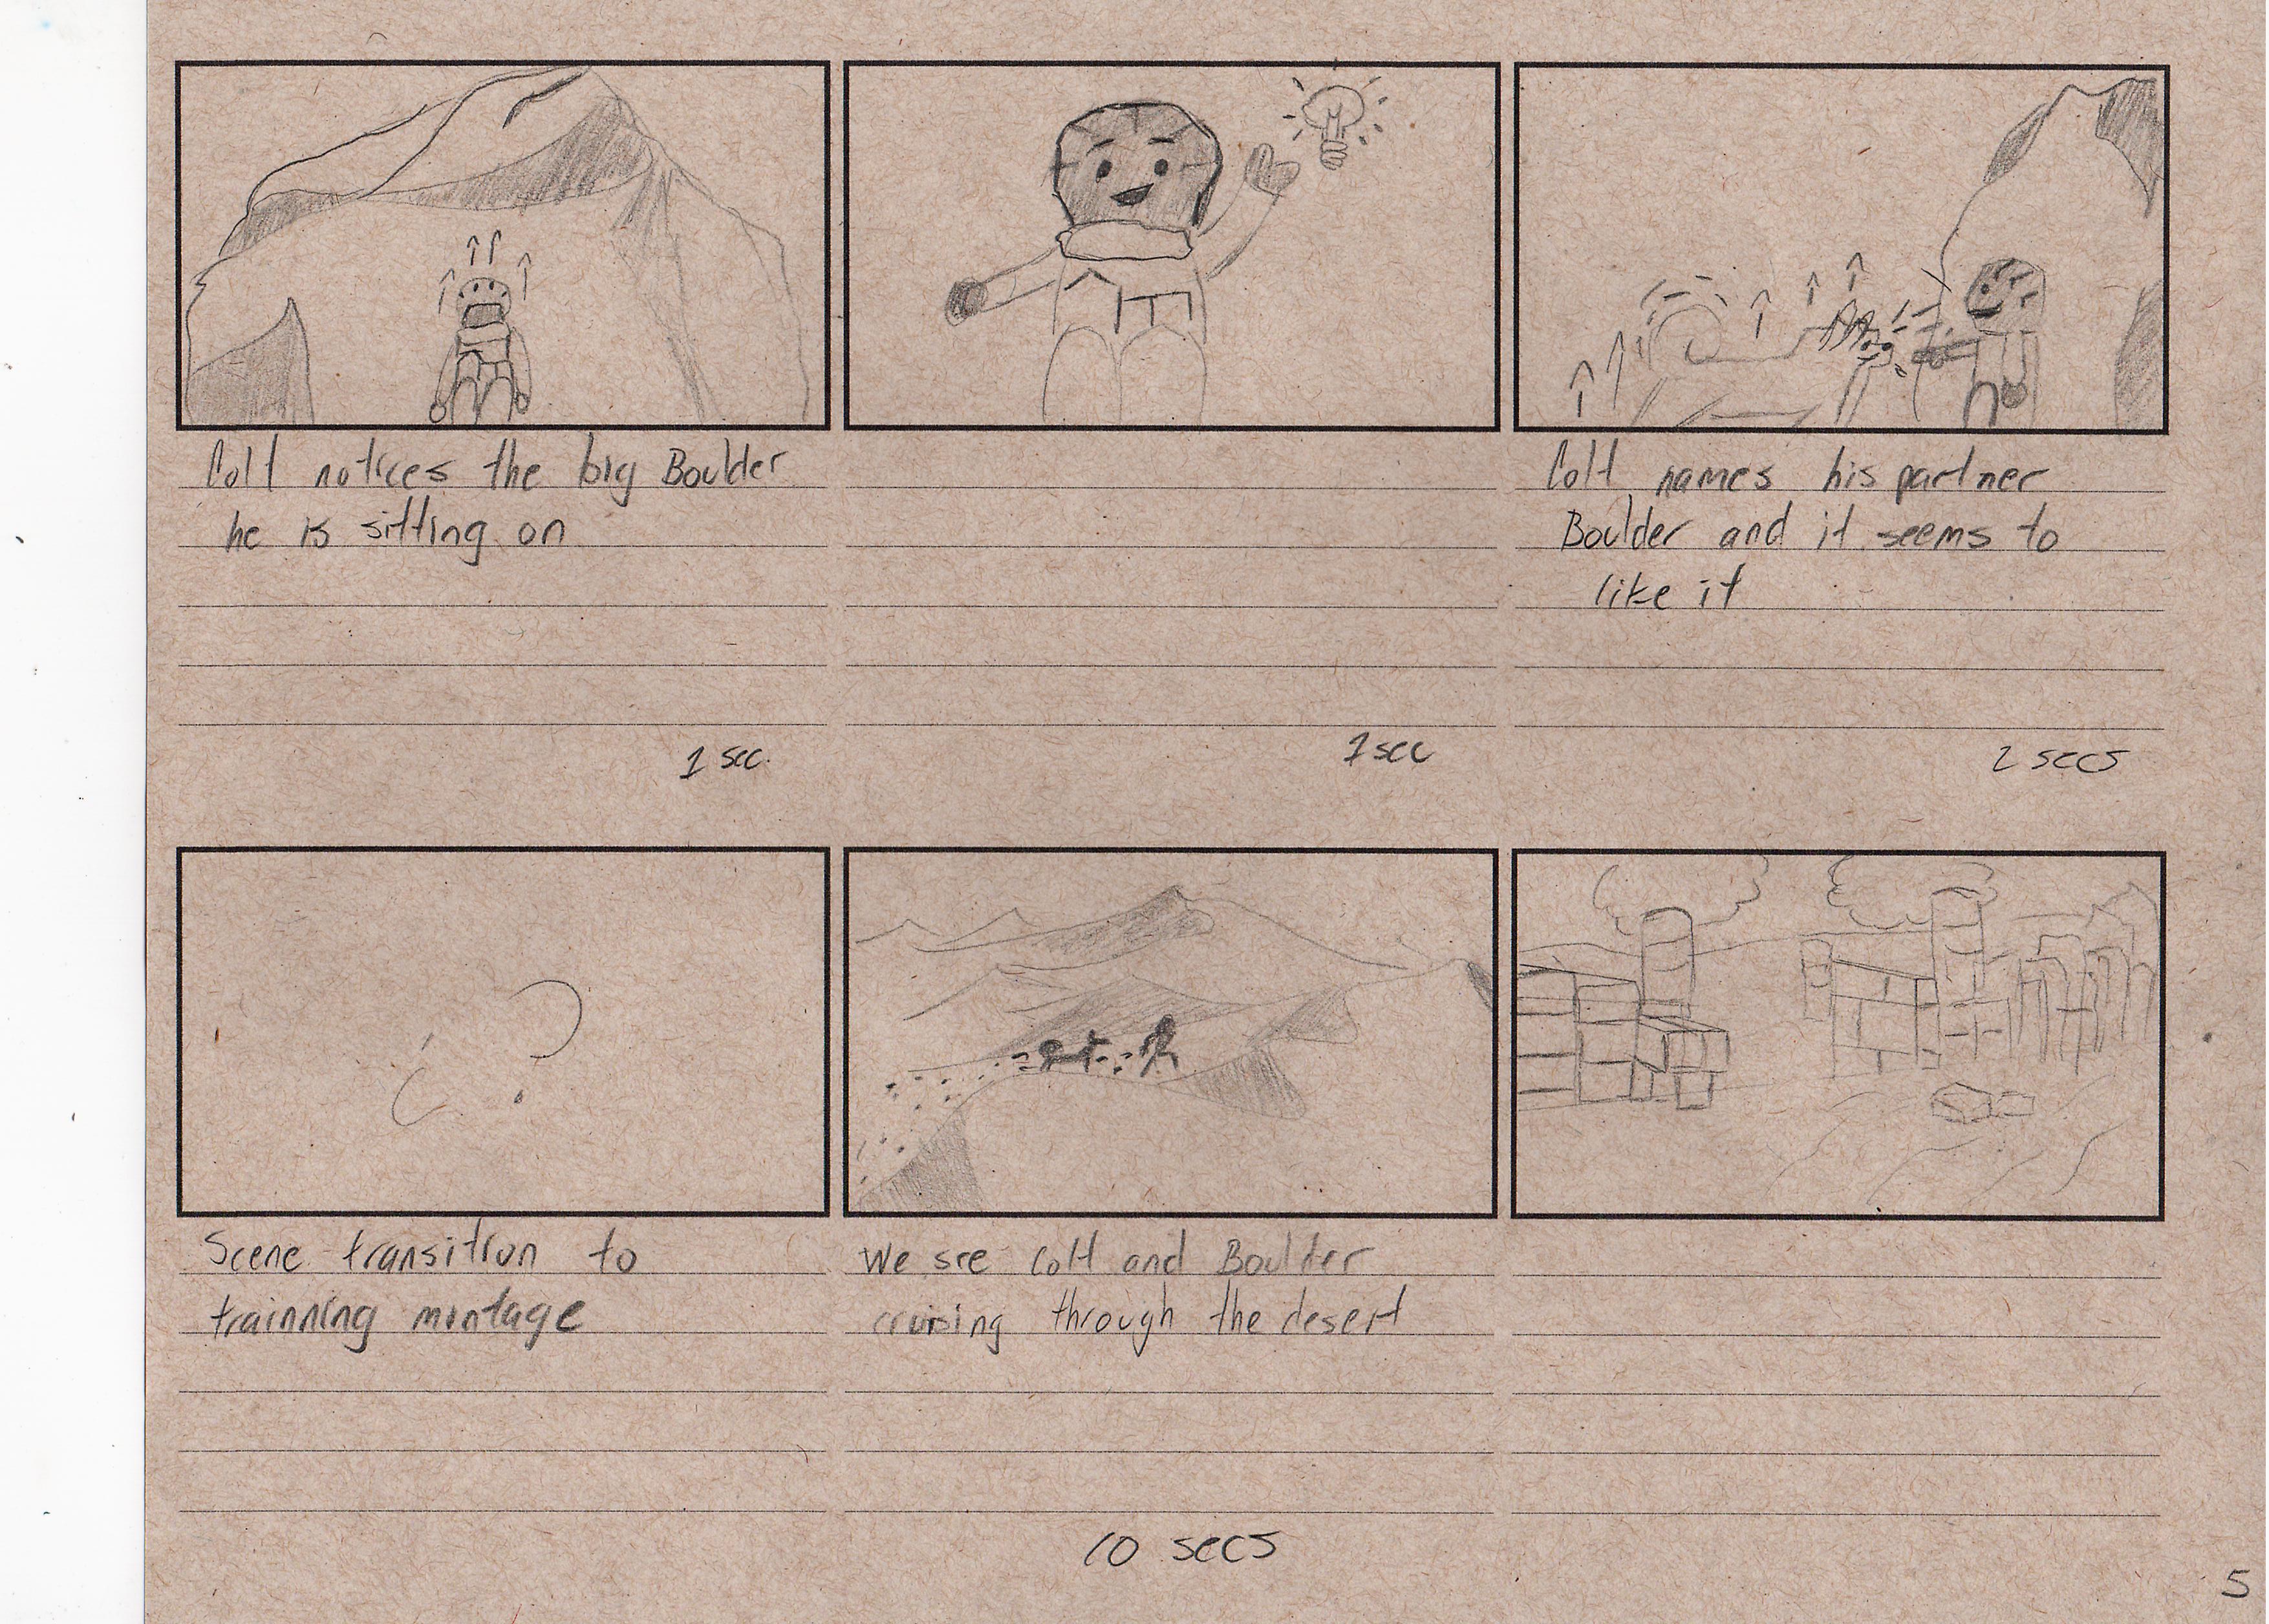 Colt notices the big Boulder
he is sitting on
1 sec.
1 sec
Colt names his partner
Boulder and it seems to
like it
2 secs
?
Scene transition to
trainning montage
We see Colt and Boulder
cruising through the desert
10 secs
5